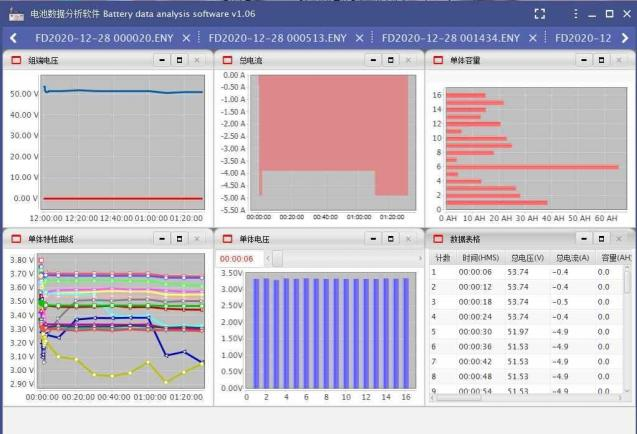 电池数据分析软件 Battery data analysis software v1.06
FD2020-12-28 000020.ENY FD2020-12-28 000513.ENY FD2020-12-28 001434.ENY FD2020-12
组端电压
50.00 V
40.00 V
30.00 V
20.00 V
10.00 V
0.00 V
12:00:00 12:20:00 12:40:00 01:00:00 01:20:00
总电流
0.00 A
-0.50 A
-1.00 A
-1.50 A
-2.00 A
-2.50 A
-3.00 A
-3.50 A
-4.00 A
-4.50 A
-5.00 A
-5.50 A
00:00:00 00:20:00 00:40:00 01:00:00 01:20:00
单体容量
16
14
12
10
8
6
4
2
0
0 AH 10 AH 20 AH 30 AH 40 AH 50 AH 60 AH
单体特性曲线
3.80 V
3.70 V
3.60 V
3.50 V
3.40 V
3.30 V
3.20 V
3.10 V
3.00 V
2.90 V
00:00:00 00:20:00 00:40:00 01:00:00 01:20:00
单体电压
00:00:06
3.50V
3.00V
2.50V
2.00V
1.50V
1.00V
0.50V
0.00V
0 2 4 6 8 10 12 14 16
数据表格
计数 时间(HMS) 总电压(V) 总电流(A) 容量(AH
1 00:00:06 53.74 -0.4 0.0
2 00:00:12 53.74 -0.4 0.0
3 00:00:18 53.74 -0.5 0.0
4 00:00:24 53.74 -0.4 0.0
5 00:00:30 51.97 -4.9 0.0
6 00:00:36 51.53 -4.9 0.0
7 00:00:42 51.53 -4.9 0.0
8 00:00:48 51.53 -4.9 0.0
9 00:00:54 51.53 -4.9 0.0